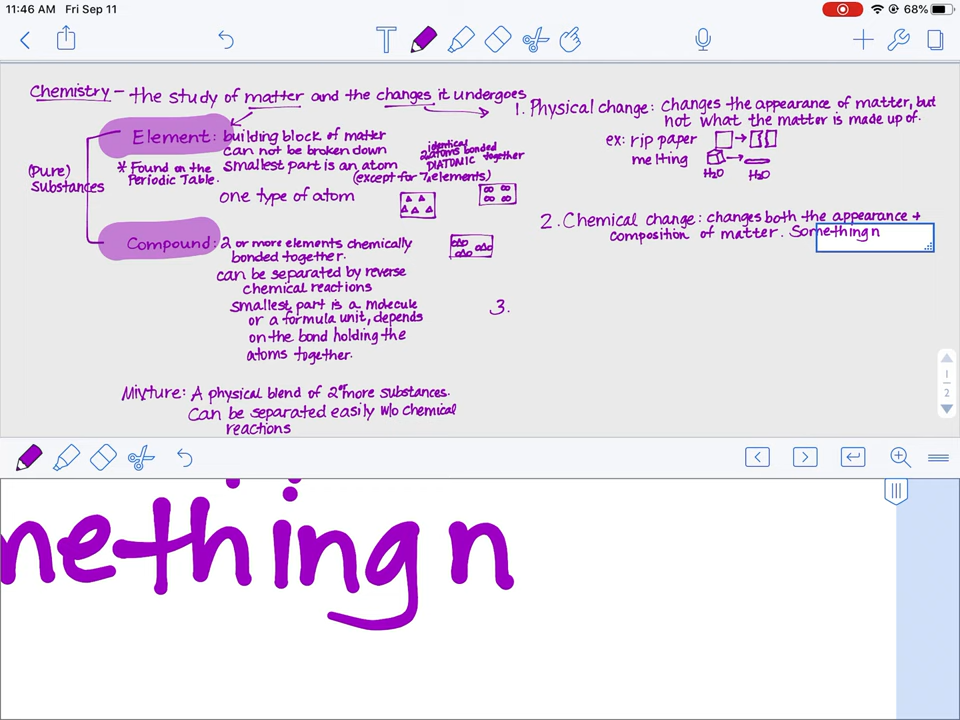 11:46 AM Fri Sep 11
68%
T
Chemistry – the study of matter and the changes it undergoes
Element: building block of matter
can not be broken down
smallest part is an atom
(except for 7 elements)
identical
2 atoms bonded together
DIATONIC
* Found on the
Periodic Table.
one type of atom
(Pure)
Substances
Compound: 2 or more elements chemically
bonded together.
can be separated by reverse
chemical reactions
smallest part is a molecule
or a formula unit, depends
on the bond holding the
atoms together.
Mixture: A physical blend of 2 or more substances.
Can be separated easily w/o chemical
reactions
1. Physical change: changes the appearance of matter, but
not what the matter is made up of.
ex: rip paper
melting
H2O H2O
2. Chemical change: changes both the appearance +
composition of matter. Something n
3.
1
2
nething n